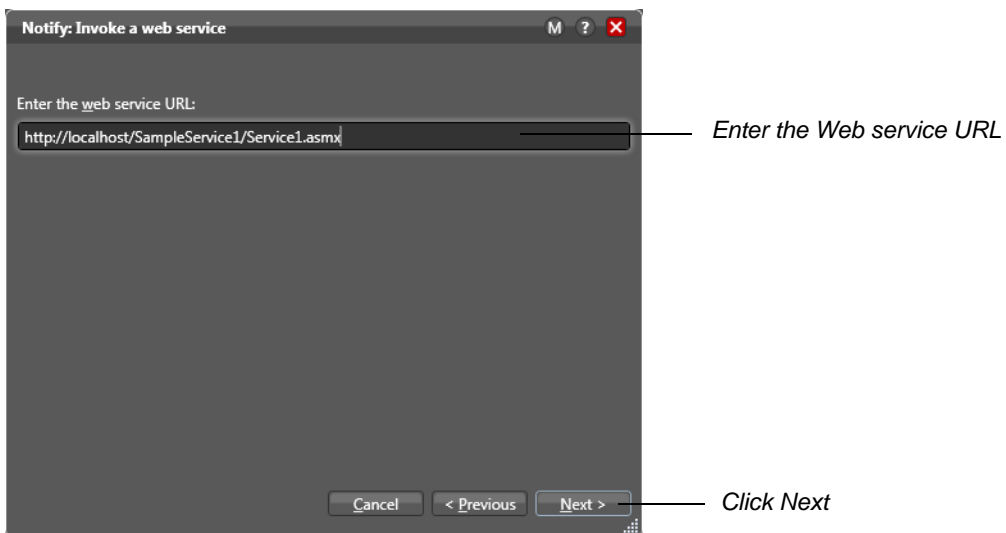 Notify: Invoke a web service
M ?
Enter the web service URL:
http://localhost/SampleService1/Service1.asmx
Enter the Web service URL
Cancel < Previous Next >
Click Next